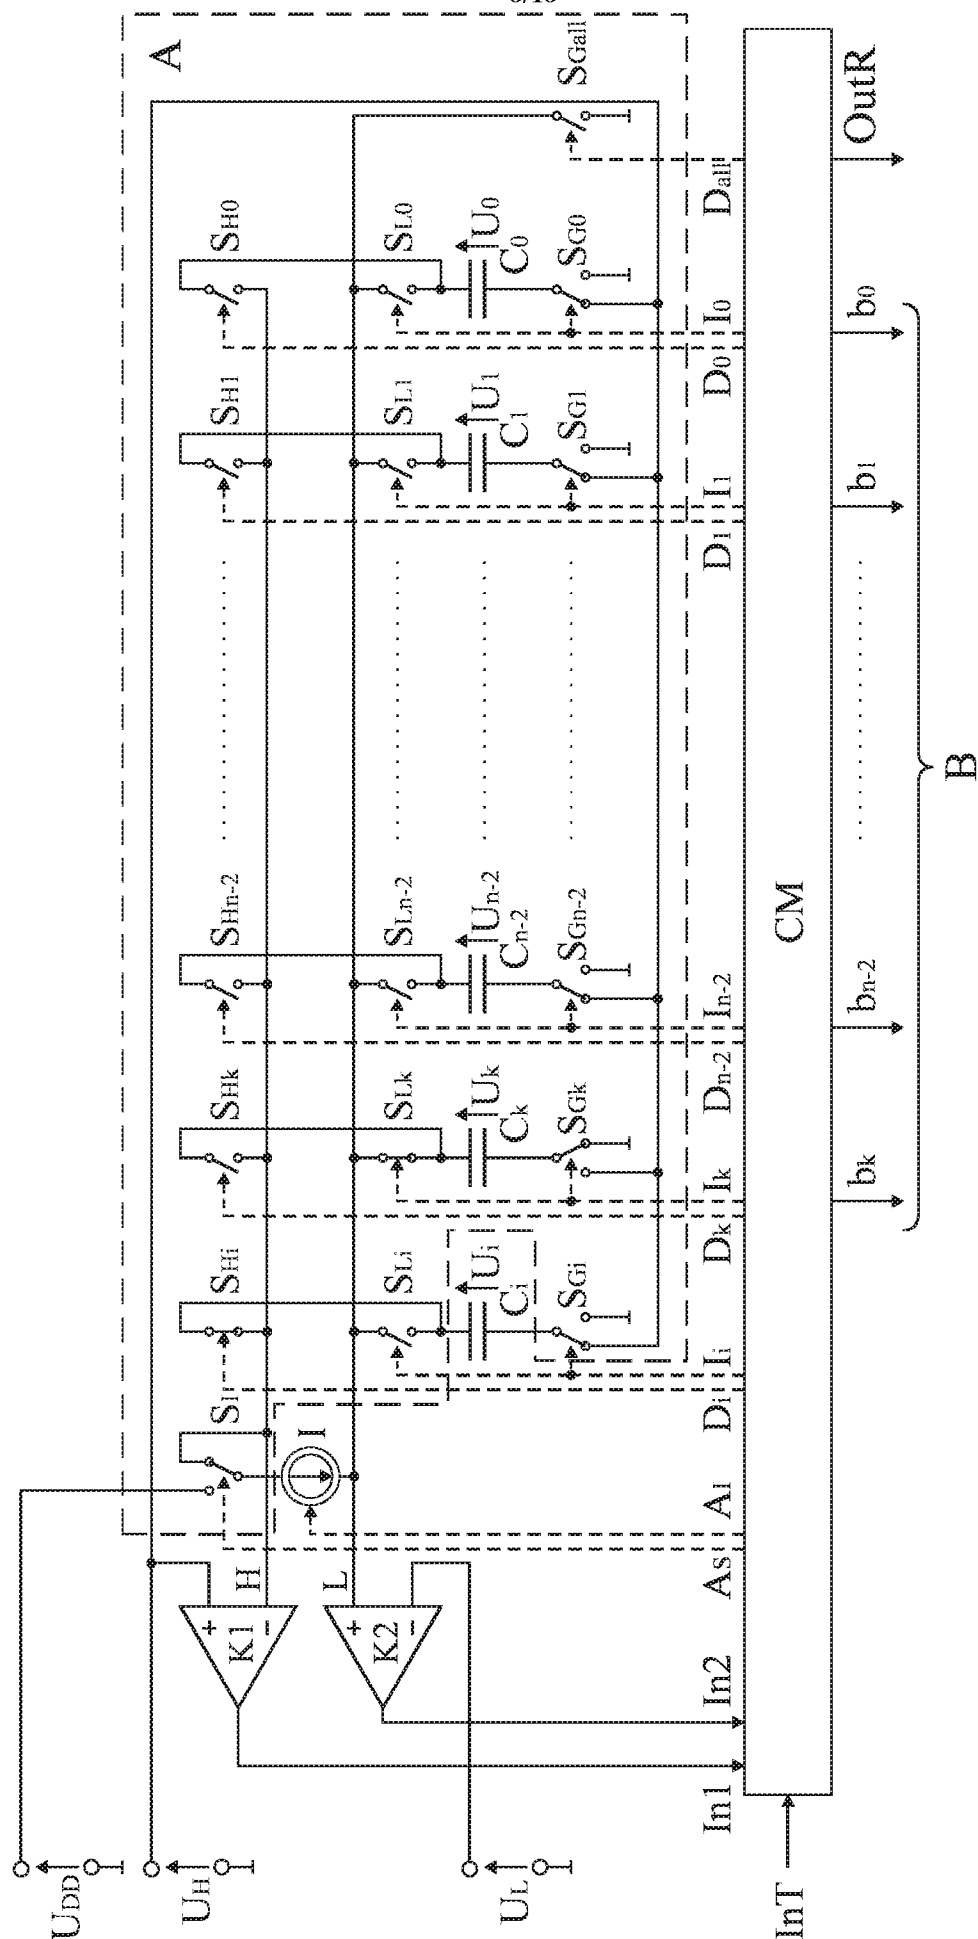 UDD
A
UH
+
K1
−
H
SI
SHi
SHk
SHn-2
SH1
SH0
I
L
+
K2
−
SLi
SLk
SLn-2
SL1
SL0
Ui
Uk
Un-2
U1
U0
UL
Ci
Ck
Cn-2
C1
C0
SGi
SGk
SGn-2
SG1
SG0
SGall
In1
In2
As
AI
Di
Ii
Dk
Ik
Dn-2
In-2
D1
I1
D0
I0
Dall
InT
CM
bk
bn-2
b1
b0
OutR
B